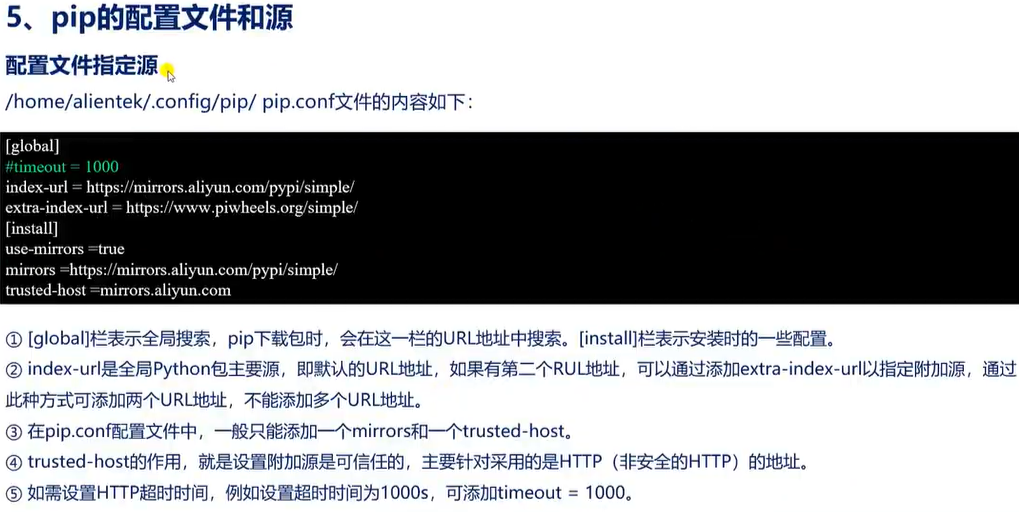 5、pip的配置文件和源
配置文件指定源
/home/alientek/.config/pip/ pip.conf文件的内容如下：
[global]
#timeout = 1000
index-url = https://mirrors.aliyun.com/pypi/simple/
extra-index-url = https://www.piwheels.org/simple/
[install]
use-mirrors =true
mirrors =https://mirrors.aliyun.com/pypi/simple/
trusted-host =mirrors.aliyun.com
① [global]栏表示全局搜索，pip下载包时，会在这一栏的URL地址中搜索。[install]栏表示安装时的一些配置。
② index-url是全局Python包主要源，即默认的URL地址，如果有第二个RUL地址，可以通过添加extra-index-url以指定附加源，通过
此种方式可添加两个URL地址，不能添加多个URL地址。
③ 在pip.conf配置文件中，一般只能添加一个mirrors和一个trusted-host。
④ trusted-host的作用，就是设置附加源是可信任的，主要针对采用的是HTTP（非安全的HTTP）的地址。
⑤ 如需设置HTTP超时时间，例如设置超时时间为1000s，可添加timeout = 1000。